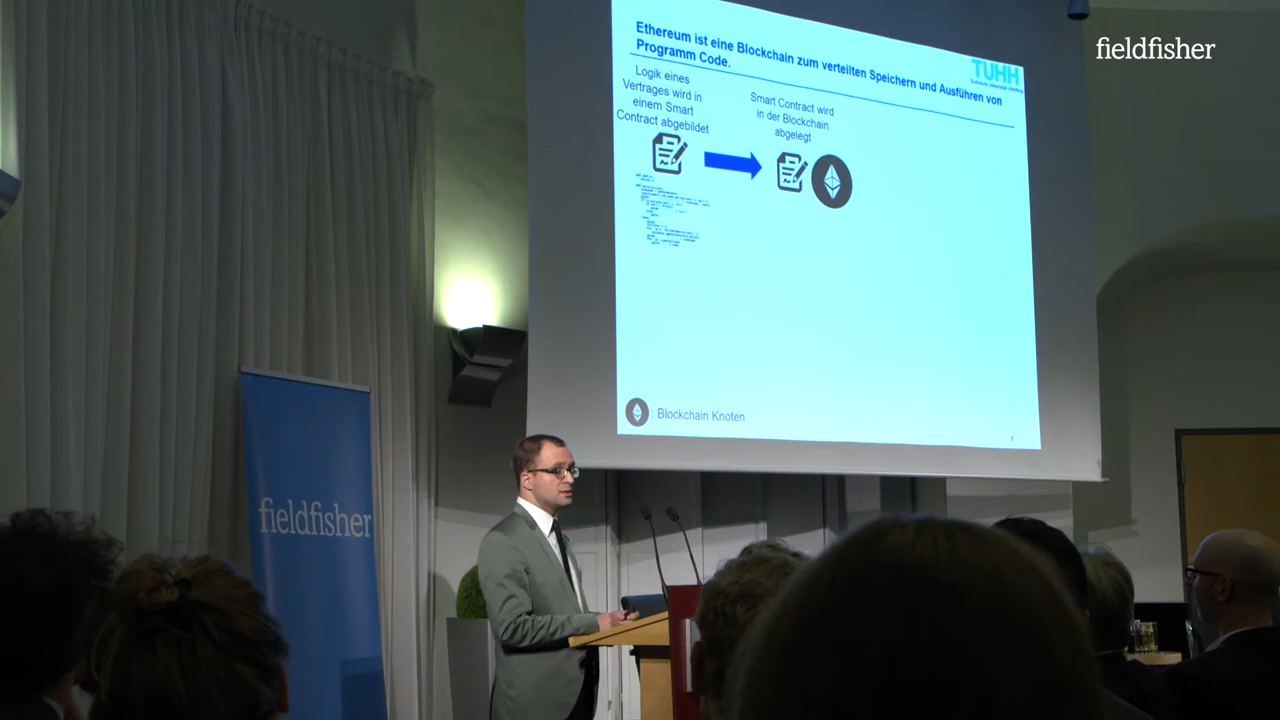 fieldfisher
Ethereum ist eine Blockchain zum verteilten Speichern und Ausführen von
Programm Code.
TUHH
Logik eines
Vertrages wird in
einem Smart
Contract abgebildet
Smart Contract wird
in der Blockchain
abgelegt
: Blockchain Knoten
fieldfisher